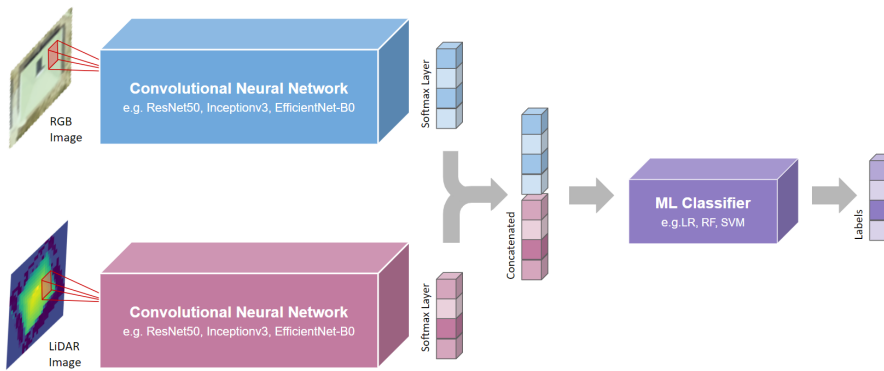 RGB
Image
Convolutional Neural Network
e.g. ResNet50, Inceptionv3, EfficientNet-B0
Softmax Layer
LiDAR
Image
Convolutional Neural Network
e.g. ResNet50, Inceptionv3, EfficientNet-B0
Softmax Layer
Concatenated
ML Classifier
e.g.LR, RF, SVM
Labels